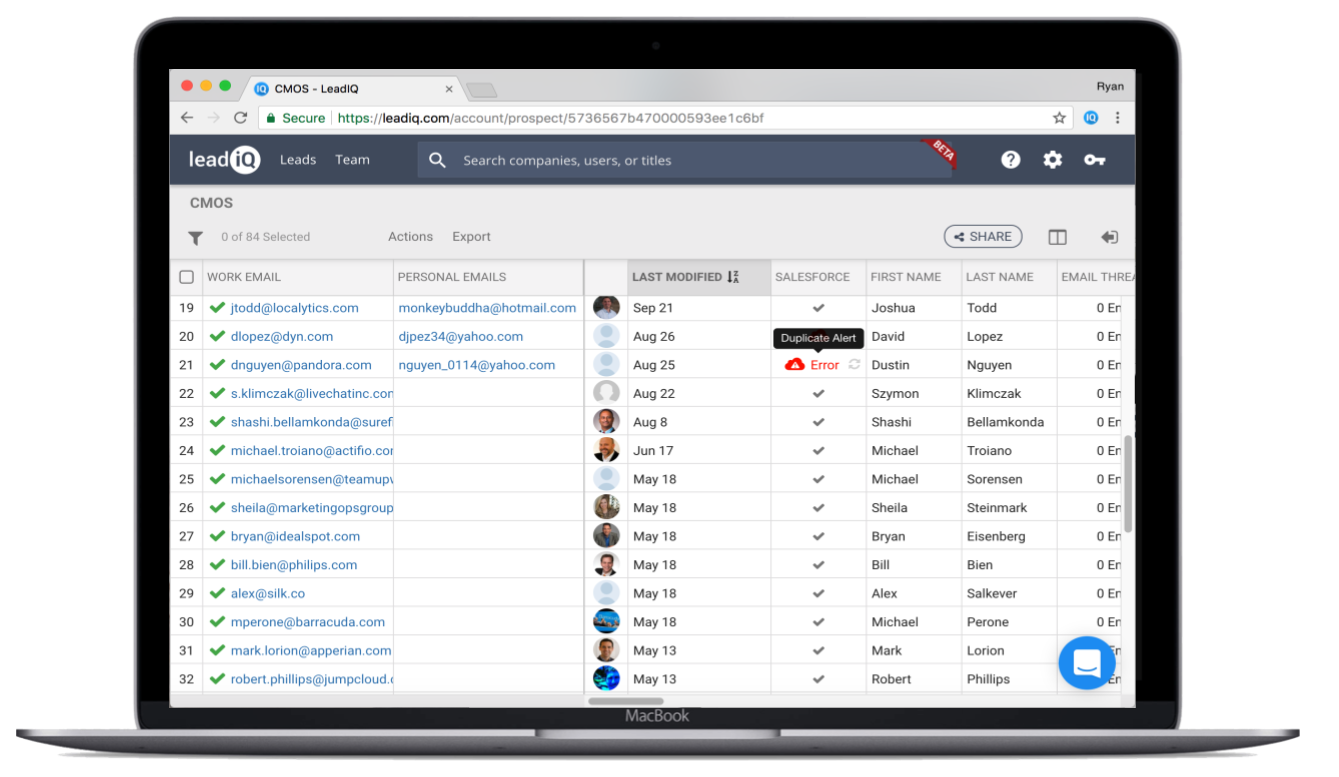 CMOS - LeadIQ × Ryan
Secure https://leadiq.com/account/prospect/5736567b470000593ee1c6bf iQ
leadiQ Leads Team Search companies, users, or titles BETA ?
CMOS
0 of 84 Selected Actions Export SHARE
WORK EMAIL PERSONAL EMAILS LAST MODIFIED SALESFORCE FIRST NAME LAST NAME EMAIL THREA
19 jtodd@localytics.com monkeybuddha@hotmail.com Sep 21 Joshua Todd 0 En
20 dlopez@dyn.com djpez34@yahoo.com Aug 26 Duplicate Alert David Lopez 0 En
21 dnguyen@pandora.com nguyen_0114@yahoo.com Aug 25 Error Dustin Nguyen 0 En
22 s.klimczak@livechatinc.con Aug 22 Szymon Klimczak 0 En
23 shashi.bellamkonda@surefi Aug 8 Shashi Bellamkonda 0 En
24 michael.troiano@actifio.cor Jun 17 Michael Troiano 0 En
25 michaelsorensen@teamupv May 18 Michael Sorensen 0 En
26 sheila@marketingopsgroup May 18 Sheila Steinmark 0 En
27 bryan@idealspot.com May 18 Bryan Eisenberg 0 En
28 bill.bien@philips.com May 18 Bill Bien 0 En
29 alex@silk.co May 18 Alex Salkever 0 En
30 mperone@barracuda.com May 18 Michael Perone 0 En
31 mark.lorion@apperian.com May 13 Mark Lorion En
32 robert.phillips@jumpcloud.c May 13 Robert Phillips En
MacBook